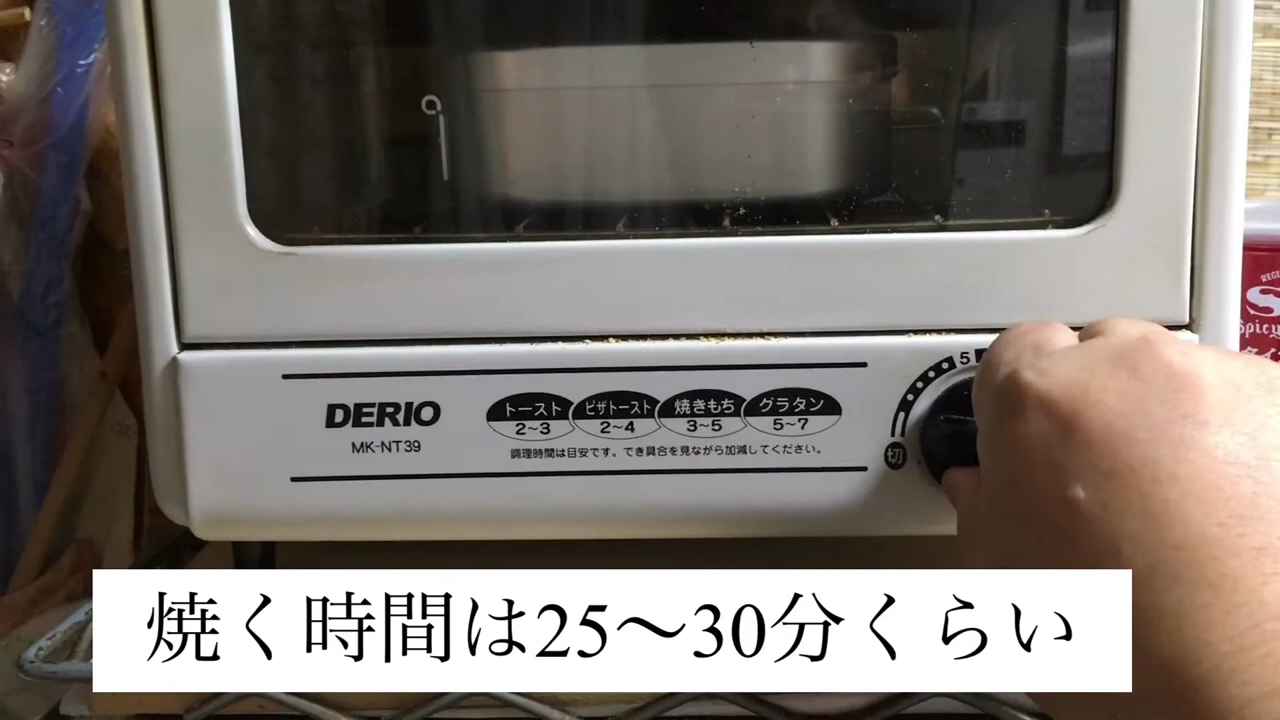 5
DERIO
MK-NT39
トースト
2~3
ピザトースト
2~4
焼きもち
3~5
グラタン
5~7
調理時間は目安です。でき具合を見ながら加減してください。
切
S
焼く時間は25〜30分くらい